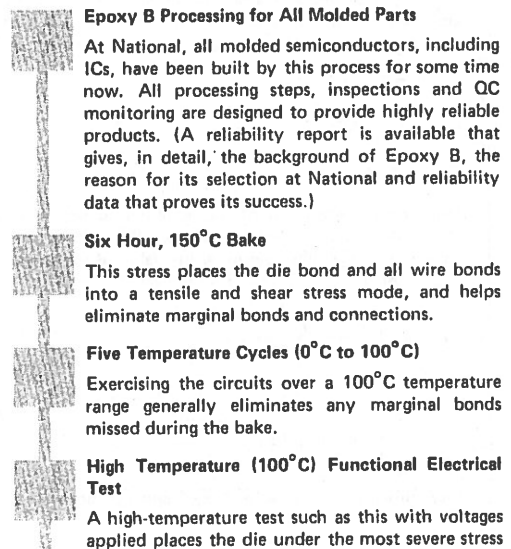 Epoxy B Processing for All Molded Parts
At National, all molded semiconductors, including
ICs, have been built by this process for some time
now. All processing steps, inspections and QC
monitoring are designed to provide highly reliable
products. (A reliability report is available that
gives, in detail, the background of Epoxy B, the
reason for its selection at National and reliability
data that proves its success.)
Six Hour, 150°C Bake
This stress places the die bond and all wire bonds
into a tensile and shear stress mode, and helps
eliminate marginal bonds and connections.
Five Temperature Cycles (0°C to 100°C)
Exercising the circuits over a 100°C temperature
range generally eliminates any marginal bonds
missed during the bake.
High Temperature (100°C) Functional Electrical
Test
A high-temperature test such as this with voltages
applied places the die under the most severe stress